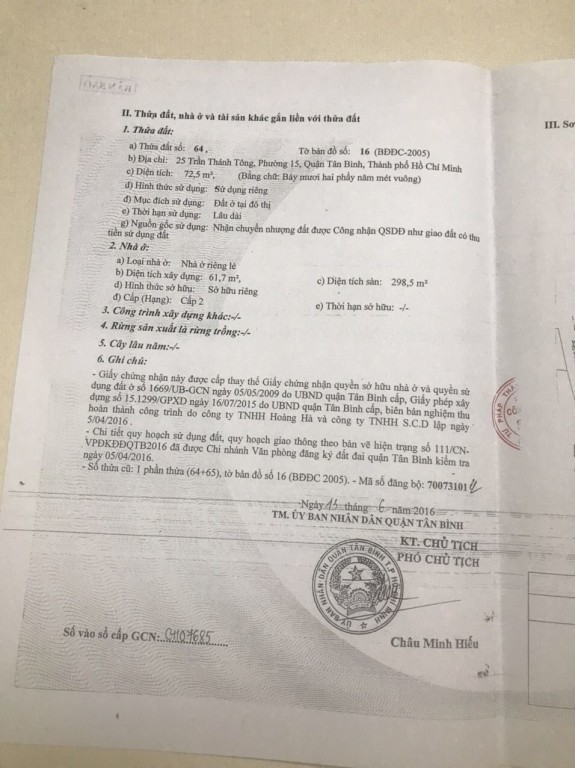 II. Thửa đất, nhà ở và tài sản khác gắn liền với thửa đất
1. Thửa đất:
a) Thửa đất số: 64 , Tờ bản đồ số: 16 (BĐĐC-2005)
b) Địa chỉ: 25 Trần Thánh Tông, Phường 15, Quận Tân Bình, Thành phố Hồ Chí Minh
c) Diện tích: 72,5 m², (Bằng chữ: Bảy mươi hai phẩy năm mét vuông)
d) Hình thức sử dụng: Sử dụng riêng
đ) Mục đích sử dụng: Đất ở tại đô thị
e) Thời hạn sử dụng: Lâu dài
g) Nguồn gốc sử dụng: Nhận chuyển nhượng đất được Công nhận QSDĐ như giao đất có thu
tiền sử dụng đất
2. Nhà ở:
a) Loại nhà ở: Nhà ở riêng lẻ
b) Diện tích xây dựng: 61,7 m², c) Diện tích sàn: 298,5 m²
d) Hình thức sở hữu: Sở hữu riêng
đ) Cấp (Hạng): Cấp 2 e) Thời hạn sở hữu: -/-
3. Công trình xây dựng khác:-/-
4. Rừng sản xuất là rừng trồng:-/-
5. Cây lâu năm:-/-
6. Ghi chú:
- Giấy chứng nhận này được cấp thay thế Giấy chứng nhận quyền sở hữu nhà ở và quyền sử
dụng đất ở số 1669/UB-GCN ngày 05/05/2009 do UBND quận Tân Bình cấp, Giấy phép xây
dựng số 15.1299/GPXD ngày 16/07/2015 do UBND quận Tân Bình cấp, biên bản nghiệm thu
hoàn thành công trình do công ty TNHH Hoàng Hà và công ty TNHH S.C.D lập ngày
5/04/2016 .
- Chi tiết quy hoạch sử dụng đất, quy hoạch giao thông theo bản vẽ hiện trạng số 111/CN-
VPĐKĐĐQTB2016 đã được Chi nhánh Văn phòng đăng ký đất đai quận Tân Bình kiểm tra
ngày 05/04/2016.
- Số thửa cũ: 1 phần thửa (64+65), tờ bản đồ số 16 (BĐĐC 2005). - Mã số đăng bộ: 70073101
Ngày 15 tháng 6 năm 2016
TM. ỦY BAN NHÂN DÂN QUẬN TÂN BÌNH
KT. CHỦ TỊCH
PHÓ CHỦ TỊCH
ỦY BAN NHÂN DÂN QUẬN TÂN BÌNH T.P HỒ CHÍ MINH
Số vào sổ cấp GCN: CH07685
Châu Minh Hiếu
III. Sơ
TƯ PHÁP